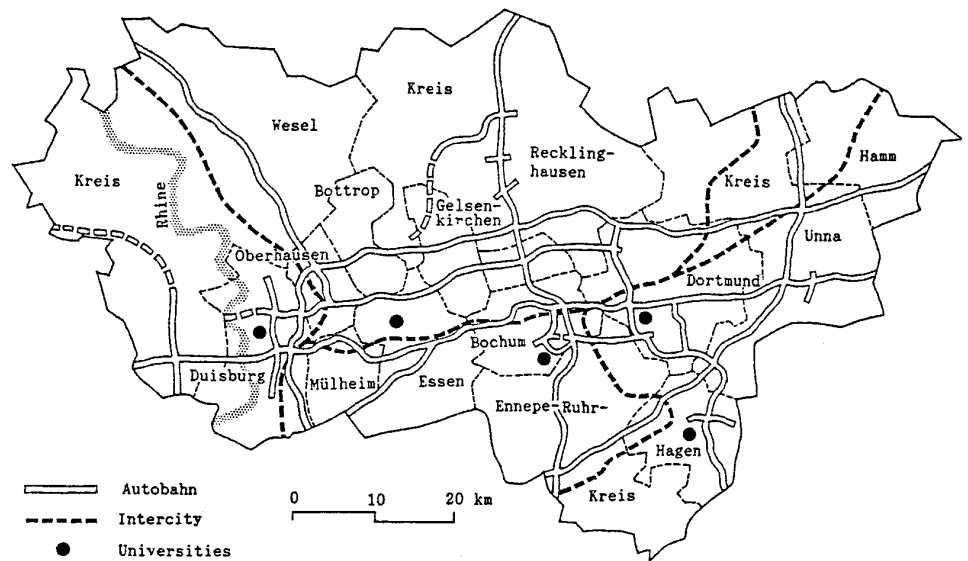 Kreis
Wesel
Kreis
Rhine
Bottrop
Gelsen-
kirchen
Reckling-
hausen
Kreis
Hamm
Unna
Oberhausen
Dortmund
Duisburg
Mülheim
Essen
Bochum
Ennepe-Ruhr-
Hagen
Kreis
Autobahn
Intercity
Universities
0 10 20 km